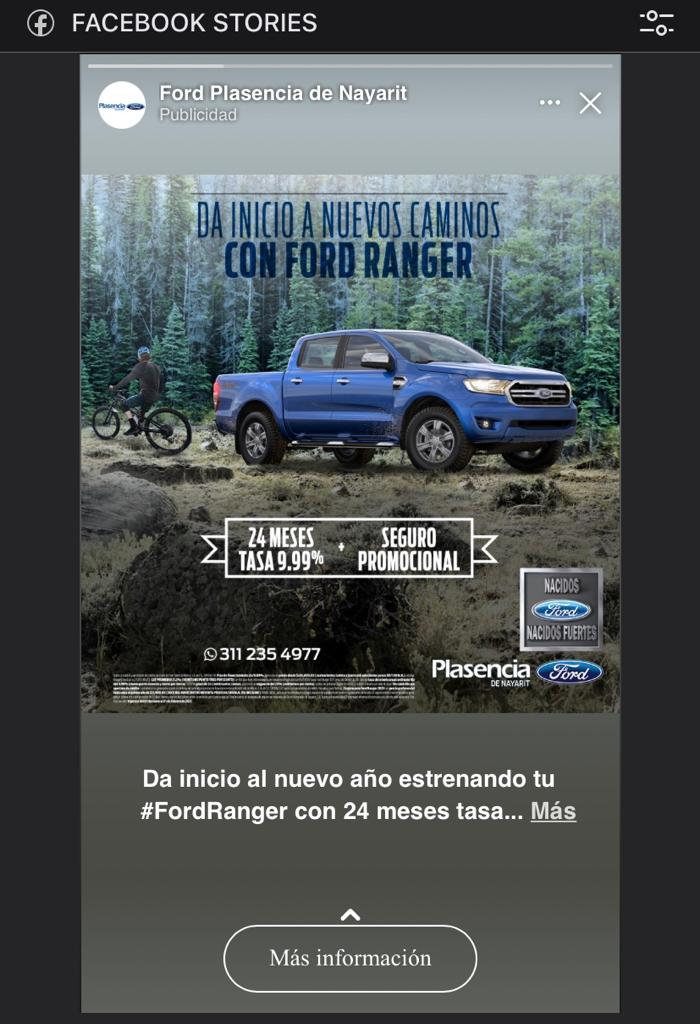 FACEBOOK STORIES
Ford Plasencia de Nayarit
Publicidad
Plasencia Ford
DA INICIO A NUEVOS CAMINOS
CON FORD RANGER
24 MESES
TASA 9.99%
+
SEGURO
PROMOCIONAL
NACIDOS
Ford
NACIDOS FUERTES
311 235 4977
Plasencia
DE NAYARIT
Ford
Da inicio al nuevo año estrenando tu
#FordRanger con 24 meses tasa... Más
Más información